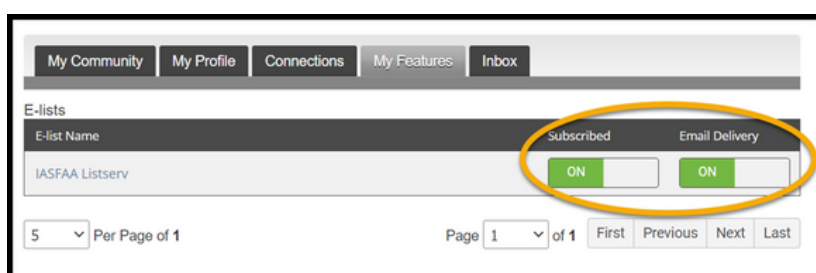 My Community My Profile Connections My Features Inbox
E-lists
E-list Name Subscribed Email Delivery
IASFAA Listserv ON ON
5 Per Page of 1 Page 1 of 1 First Previous Next Last